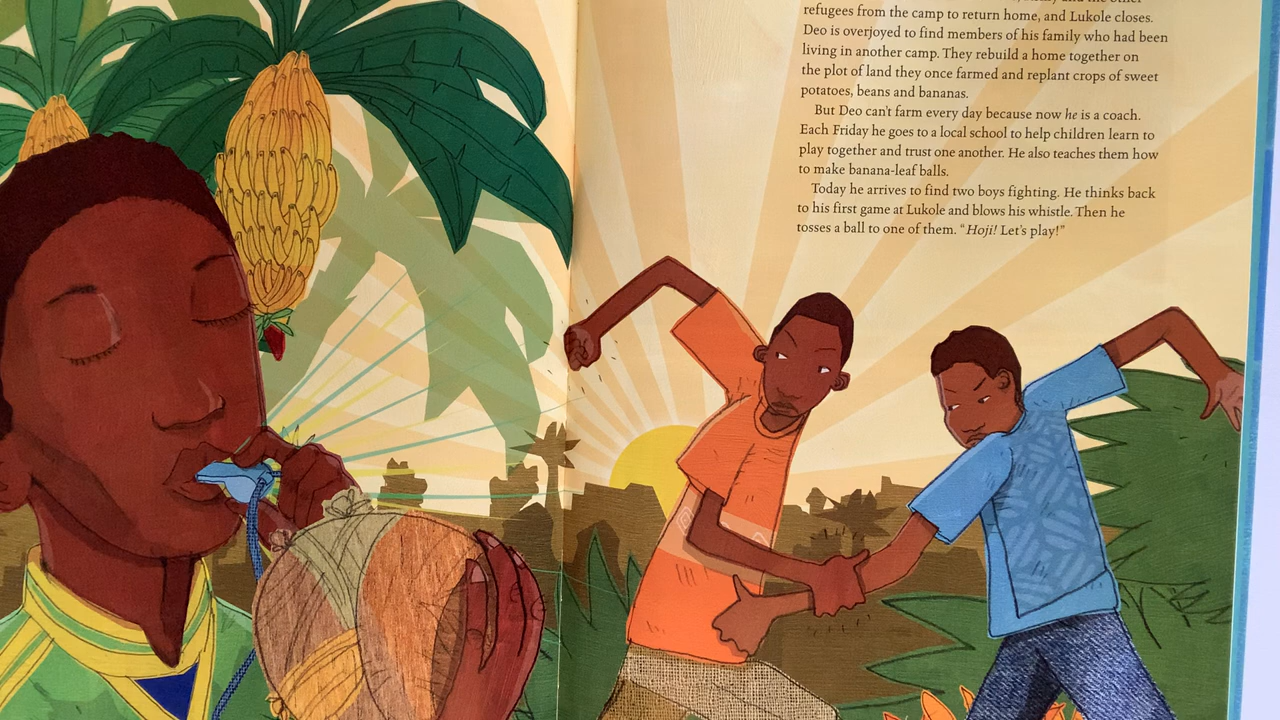 refugees from the camp to return home, and Lukole closes.
Deo is overjoyed to find members of his family who had been
living in another camp. They rebuild a home together on
the plot of land they once farmed and replant crops of sweet
potatoes, beans and bananas.
But Deo can't farm every day because now he is a coach.
Each Friday he goes to a local school to help children learn to
play together and trust one another. He also teaches them how
to make banana-leaf balls.
Today he arrives to find two boys fighting. He thinks back
to his first game at Lukole and blows his whistle. Then he
tosses a ball to one of them. “Hoji! Let's play!”